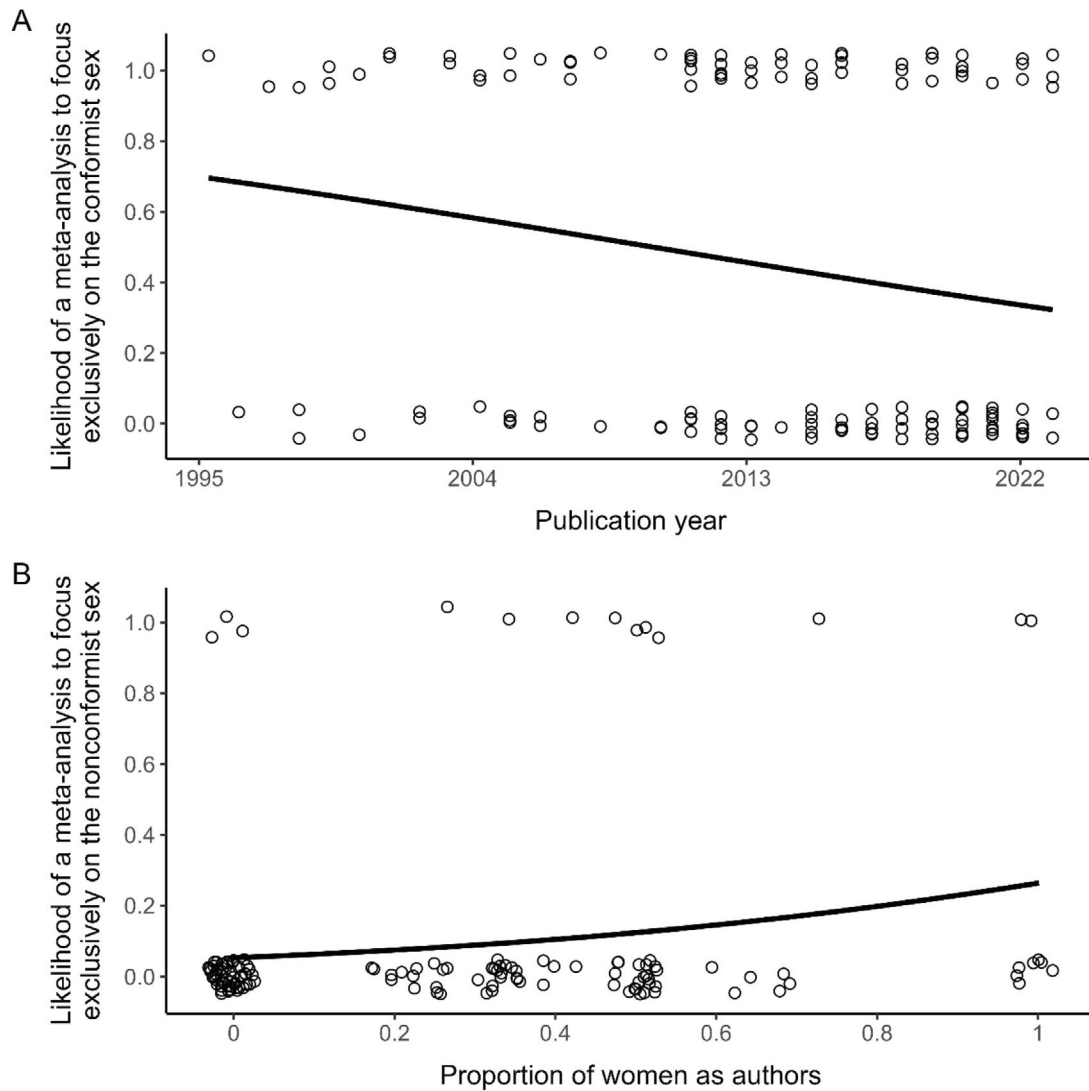 A
Likelihood of a meta-analysis to focus
exclusively on the conformist sex
1.0
0.8
0.6
0.4
0.2
0.0
1995
2004
2013
2022
Publication year
B
Likelihood of a meta-analysis to focus
exclusively on the nonconformist sex
1.0
0.8
0.6
0.4
0.2
0.0
0
0.2
0.4
0.6
0.8
1
Proportion of women as authors